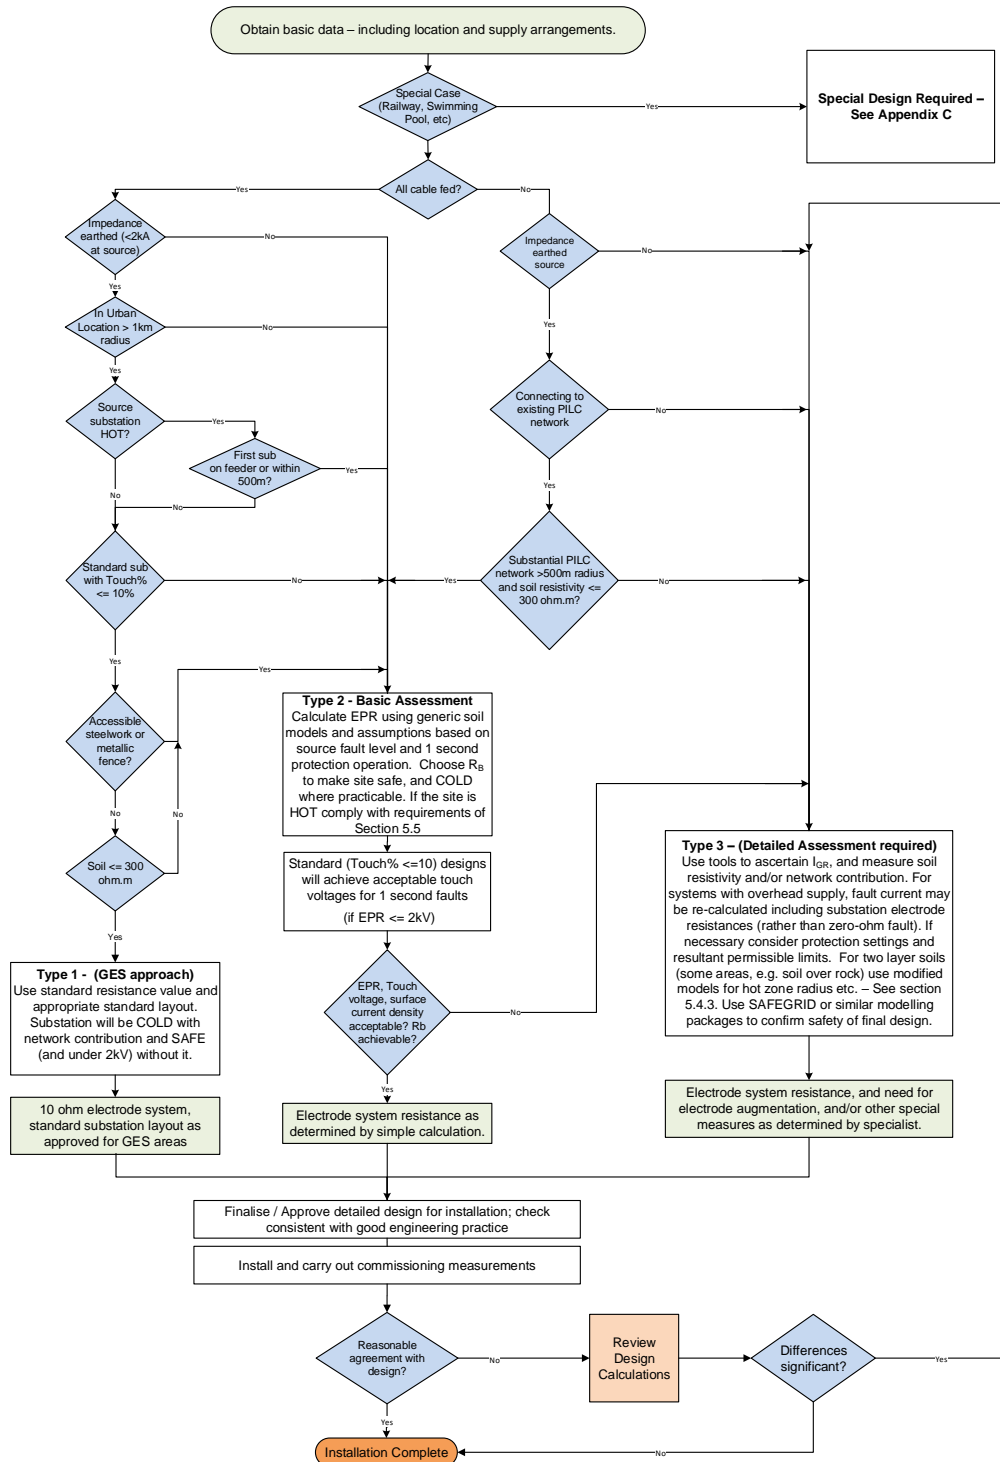 Obtain basic data – including location and supply arrangements.
Special Case
(Railway, Swimming
Pool, etc)
Yes
Special Design Required –
See Appendix C
All cable fed?
Yes
No
Impedance
earthed (<2kA
at source)
No
Yes
Impedance
earthed
source
No
Yes
In Urban
Location > 1km
radius
No
Yes
Source
substation
HOT?
Yes
No
First sub
on feeder or within
500m?
Yes
No
Connecting to
existing PILC
network
No
Yes
Standard sub
with Touch%
<= 10%
No
Yes
Substantial PILC
network >500m radius
and soil resistivity <=
300 ohm.m?
Yes
No
Accessible
steelwork or
metallic
fence?
Yes
No
Soil <= 300
ohm.m
No
Yes
Type 2 - Basic Assessment
Calculate EPR using generic soil
models and assumptions based on
source fault level and 1 second
protection operation. Choose RB
to make site safe, and COLD
where practicable. If the site is
HOT comply with requirements of
Section 5.5
Standard (Touch% <=10) designs
will achieve acceptable touch
voltages for 1 second faults
(if EPR <= 2kV)
EPR, Touch
voltage, surface
current density
acceptable? Rb
achievable?
No
Yes
Type 3 – (Detailed Assessment required)
Use tools to ascertain IGR, and measure soil
resistivity and/or network contribution. For
systems with overhead supply, fault current may
be re-calculated including substation electrode
resistances (rather than zero-ohm fault). If
necessary consider protection settings and
resultant permissible limits. For two layer soils
(some areas, e.g. soil over rock) use modified
models for hot zone radius etc. – See section
5.4.3. Use SAFEGRID or similar modelling
packages to confirm safety of final design.
Type 1 - (GES approach)
Use standard resistance value and
appropriate standard layout.
Substation will be COLD with
network contribution and SAFE
(and under 2kV) without it.
10 ohm electrode system,
standard substation layout as
approved for GES areas
Electrode system resistance as
determined by simple calculation.
Electrode system resistance, and need for
electrode augmentation, and/or other special
measures as determined by specialist.
Finalise / Approve detailed design for installation; check
consistent with good engineering practice
Install and carry out commissioning measurements
Reasonable
agreement with
design?
No
Yes
Review
Design
Calculations
Differences
significant?
Yes
No
Installation Complete